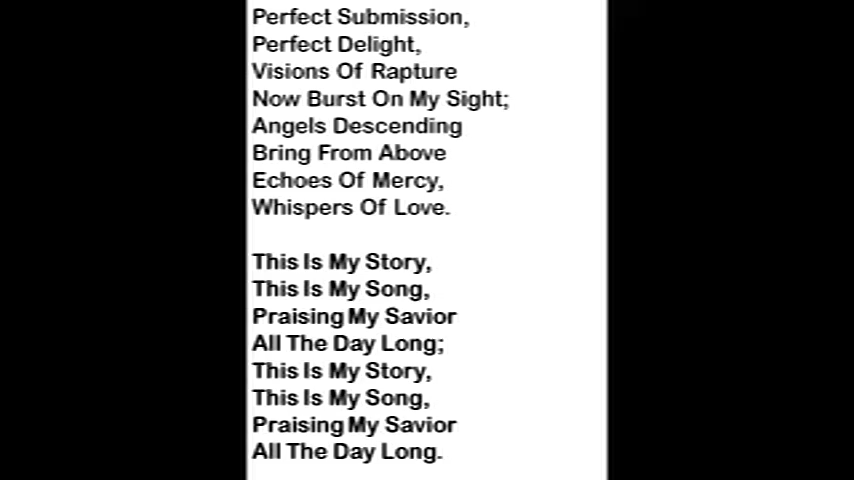 Perfect Submission,
Perfect Delight,
Visions Of Rapture
Now Burst On My Sight;
Angels Descending
Bring From Above
Echoes Of Mercy,
Whispers Of Love.

This Is My Story,
This Is My Song,
Praising My Savior
All The Day Long;
This Is My Story,
This Is My Song,
Praising My Savior
All The Day Long.